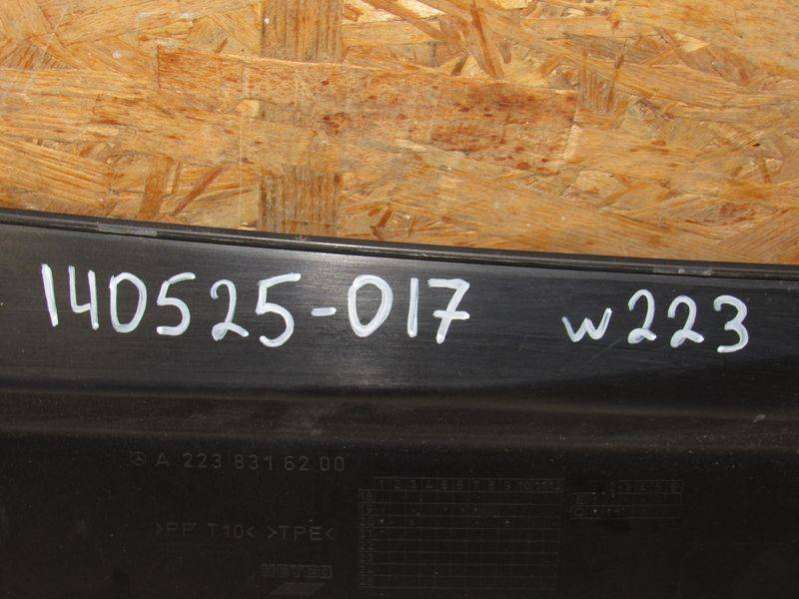 140525-017 w223
A 223 831 62 00
>PP T10< >TPE<